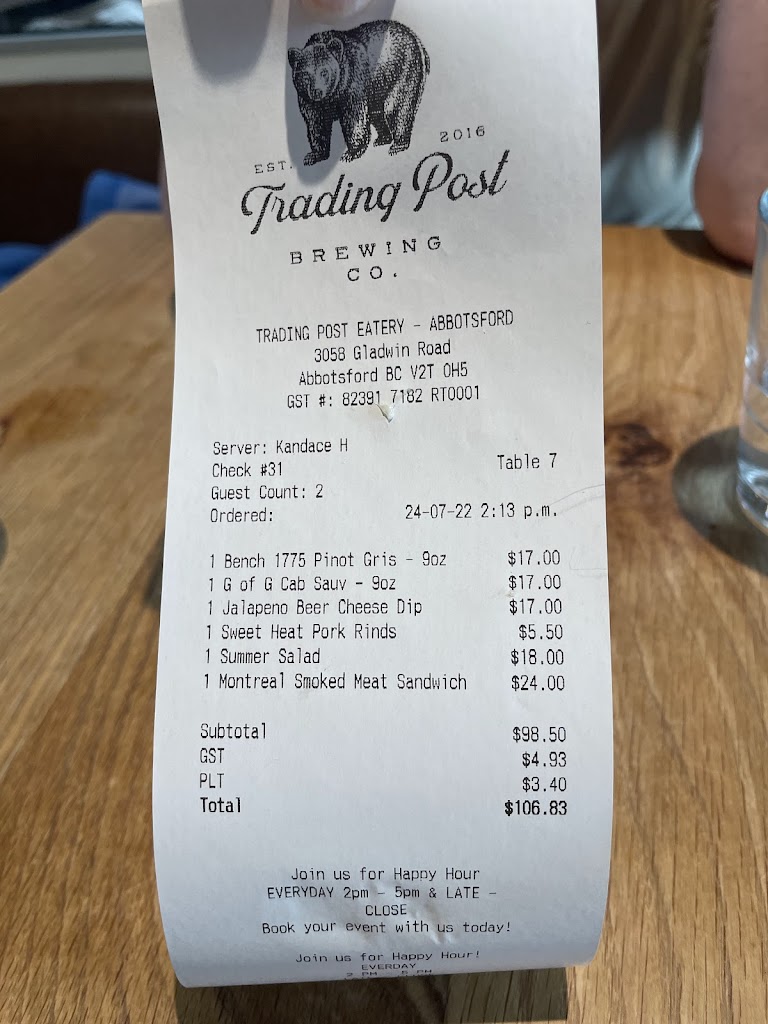 EST. 2016
Trading Post
BREWING
CO.
TRADING POST EATERY - ABBOTSFORD
3058 Gladwin Road
Abbotsford BC V2T 0H5
GST #: 82391 7182 RT0001
Server: Kandace H
Check #31 Table 7
Guest Count: 2
Ordered: 24-07-22 2:13 p.m.
1 Bench 1775 Pinot Gris - 9oz $17.00
1 G of G Cab Sauv - 9oz $17.00
1 Jalapeno Beer Cheese Dip $17.00
1 Sweet Heat Pork Rinds $5.50
1 Summer Salad $18.00
1 Montreal Smoked Meat Sandwich $24.00
Subtotal $98.50
GST $4.93
PLT $3.40
Total $106.83
Join us for Happy Hour
EVERYDAY 2pm - 5pm & LATE -
CLOSE
Book your event with us today!
Join us for Happy Hour!
EVERDAY
2 PM - 5 PM